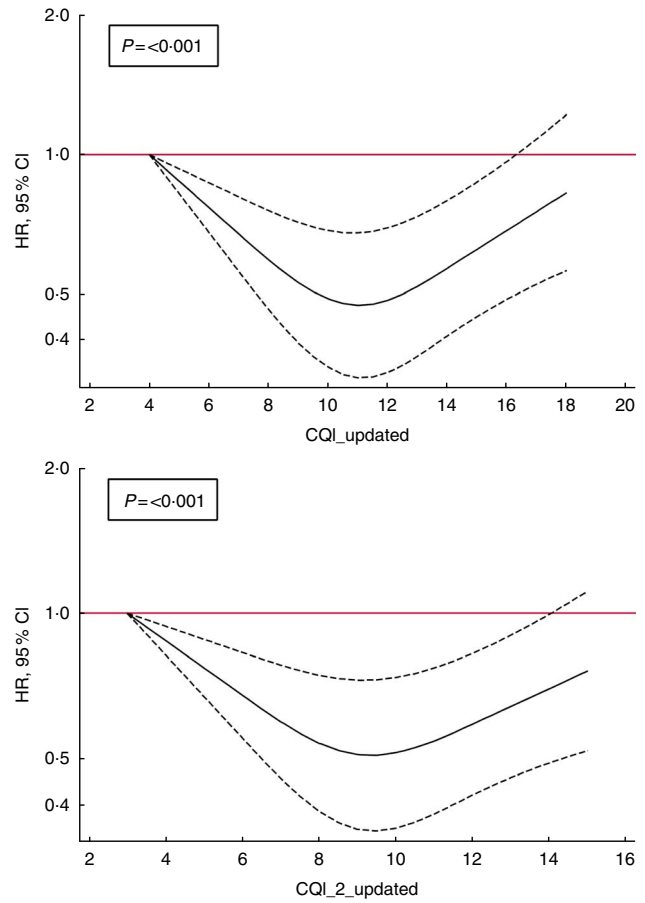 2·0
P=<0·001
1·0
HR, 95% CI
0·5
0·4
2 4 6 8 10 12 14 16 18 20
CQI_updated
2·0
P=<0·001
1·0
HR, 95% CI
0·5
0·4
2 4 6 8 10 12 14 16
CQI_2_updated